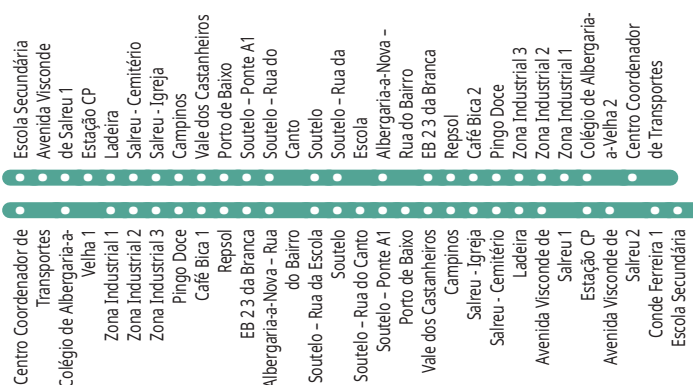 Escola Secundária
Avenida Visconde
de Salreu 1
Estação CP
Ladeira
Salreu - Cemitério
Salreu - Igreja
Campinos
Vale dos Castanheiros
Porto de Baixo
Soutelo – Ponte A1
Soutelo – Rua do
Canto
Soutelo
Soutelo – Rua da
Escola
Albergaria-a-Nova –
Rua do Bairro
EB 2 3 da Branca
Repsol
Café Bica 2
Pingo Doce
Zona Industrial 3
Zona Industrial 2
Zona Industrial 1
Colégio de Albergaria-
a-Velha 2
Centro Coordenador
de Transportes
Centro Coordenador de
Transportes
Colégio de Albergaria-a-
Velha 1
Zona Industrial 1
Zona Industrial 2
Zona Industrial 3
Pingo Doce
Café Bica 1
Repsol
EB 2 3 da Branca
Albergaria-a-Nova – Rua
do Bairro
Soutelo – Rua da Escola
Soutelo
Soutelo – Rua do Canto
Soutelo – Ponte A1
Porto de Baixo
Vale dos Castanheiros
Campinos
Salreu - Igreja
Salreu - Cemitério
Ladeira
Avenida Visconde de
Salreu 1
Estação CP
Avenida Visconde de
Salreu 2
Conde Ferreira 1
Escola Secundária